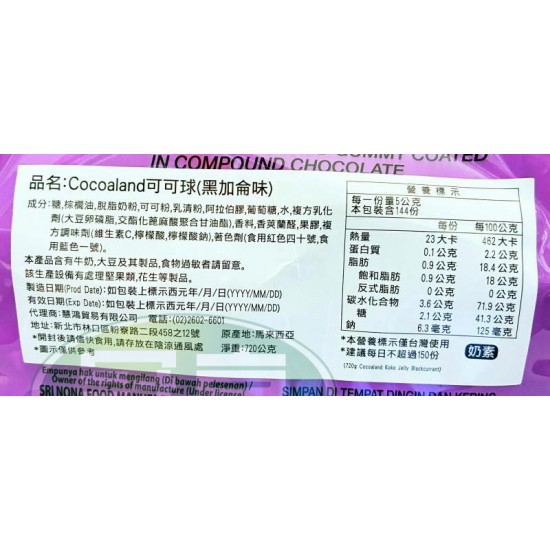 GUMMY COATED
IN COMPOUND CHOCOLATE
品名:Cocoaland可可球(黑加侖味)
成分:糖,棕櫚油,脫脂奶粉,可可粉,乳清粉,阿拉伯膠,葡萄糖,水,複方乳化
劑(大豆卵磷脂,交酯化蓖麻酸聚合甘油酯),香料,香莢蘭醛,果膠,複
方調味劑(維生素C,檸檬酸,檸檬酸鈉),著色劑(食用紅色四十號,食
用藍色一號)。
本產品含有牛奶,大豆及其製品,食物過敏者請留意。
該生產設備有處理堅果類,花生等製品。
製造日期(Prod Date):如包裝上標示西元年/月/日(YYYY/MM/DD)
有效日期(Exp Date):如包裝上標示西元年/月/日(YYYY/MM/DD)
代理商:慧鴻貿易有限公司 電話:(02)2602-6601
地址:新北市林口區粉寮路二段458之12號 原產地:馬來西亞
*開封後請儘快食用,請存放在陰涼通風處 淨重:720公克
*圖示僅供參考。
營養標示
每一份量5公克
本包裝含144份
每份 每100公克
熱量 23大卡 462大卡
蛋白質 0.1公克 2.2公克
脂肪 0.9公克 18.4公克
飽和脂肪 0.9公克 18.3公克
反式脂肪 0公克 0公克
碳水化合物 3.6公克 71.9公克
糖 2.1公克 41.3公克
鈉 6.3毫克 125毫克
*本營養標示僅台灣使用
*建議每日不超過150份
奶素
(720g Cocoaland Koko Jelly Blackcurrant)
Empunya hak untuk mengilang (Di bawah pelesenan) /
Owner of the rights of manufacture (Under license)
SRI NONA FOOD MANUF
SIMPAN DI TEMPAT DINGIN DAN KERING